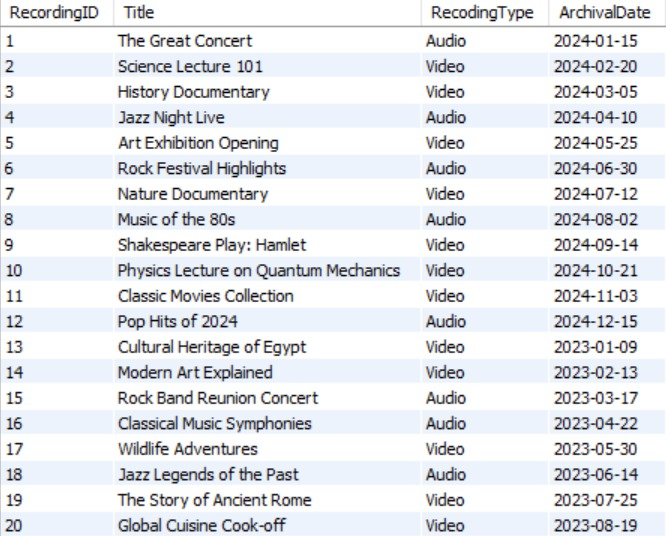 RecordingID Title RecodingType ArchivalDate
1 The Great Concert Audio 2024-01-15
2 Science Lecture 101 Video 2024-02-20
3 History Documentary Video 2024-03-05
4 Jazz Night Live Audio 2024-04-10
5 Art Exhibition Opening Video 2024-05-25
6 Rock Festival Highlights Audio 2024-06-30
7 Nature Documentary Video 2024-07-12
8 Music of the 80s Audio 2024-08-02
9 Shakespeare Play: Hamlet Video 2024-09-14
10 Physics Lecture on Quantum Mechanics Video 2024-10-21
11 Classic Movies Collection Video 2024-11-03
12 Pop Hits of 2024 Audio 2024-12-15
13 Cultural Heritage of Egypt Video 2023-01-09
14 Modern Art Explained Video 2023-02-13
15 Rock Band Reunion Concert Audio 2023-03-17
16 Classical Music Symphonies Audio 2023-04-22
17 Wildlife Adventures Video 2023-05-30
18 Jazz Legends of the Past Audio 2023-06-14
19 The Story of Ancient Rome Video 2023-07-25
20 Global Cuisine Cook-off Video 2023-08-19